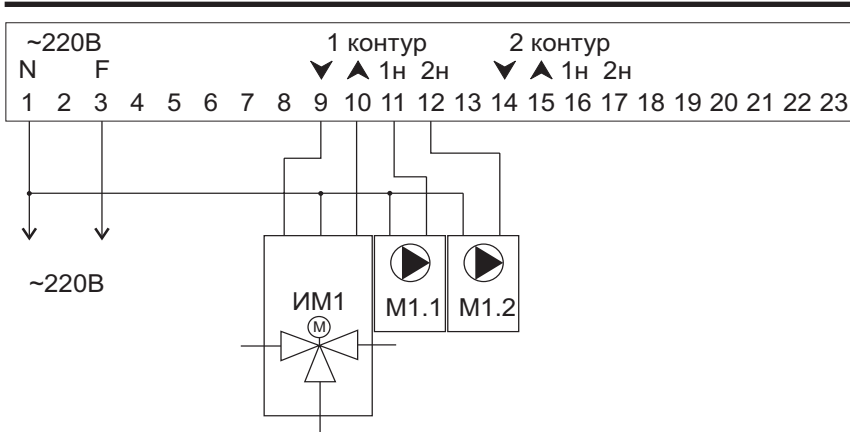 ~220В 1 контур 2 контур
N F 1н 2н 1н 2н
1 2 3 4 5 6 7 8 9 10 11 12 13 14 15 16 17 18 19 20 21 22 23
~220В
ИМ1
M
М1.1 М1.2